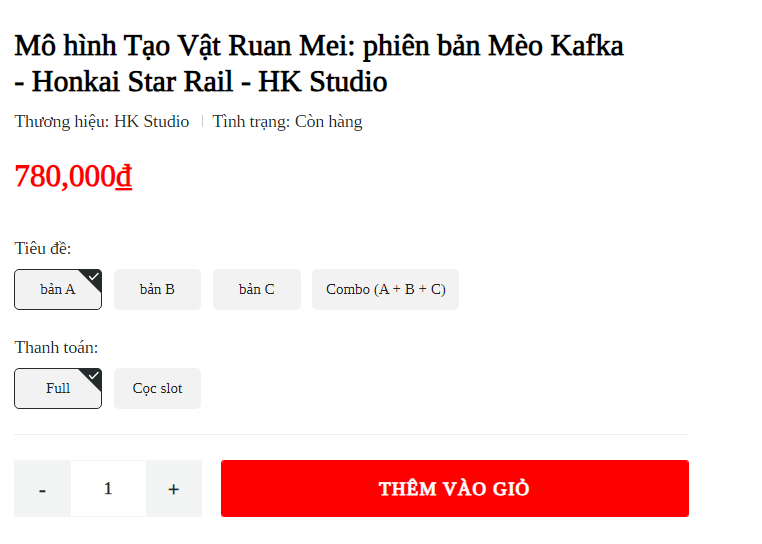 Mô hình Tạo Vật Ruan Mei: phiên bản Mèo Kafka
- Honkai Star Rail - HK Studio
Thương hiệu: HK Studio | Tình trạng: Còn hàng
780,000₫
Tiêu đề:
bản A bản B bản C Combo (A + B + C)
Thanh toán:
Full Cọc slot
- 1 + THÊM VÀO GIỎ